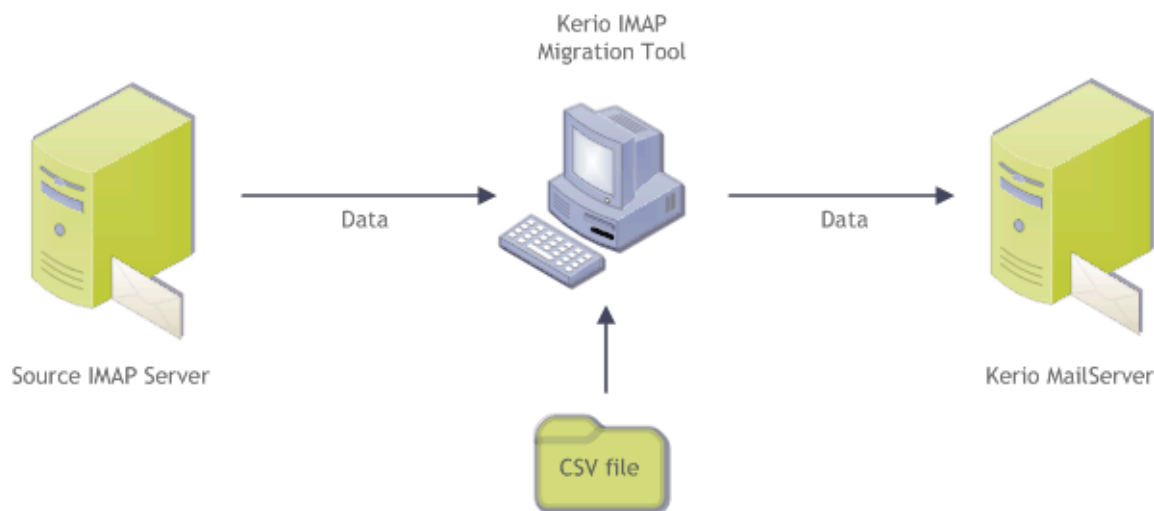 Kerio IMAP
Migration Tool
Data
Data
Source IMAP Server
Kerio MailServer
CSV file